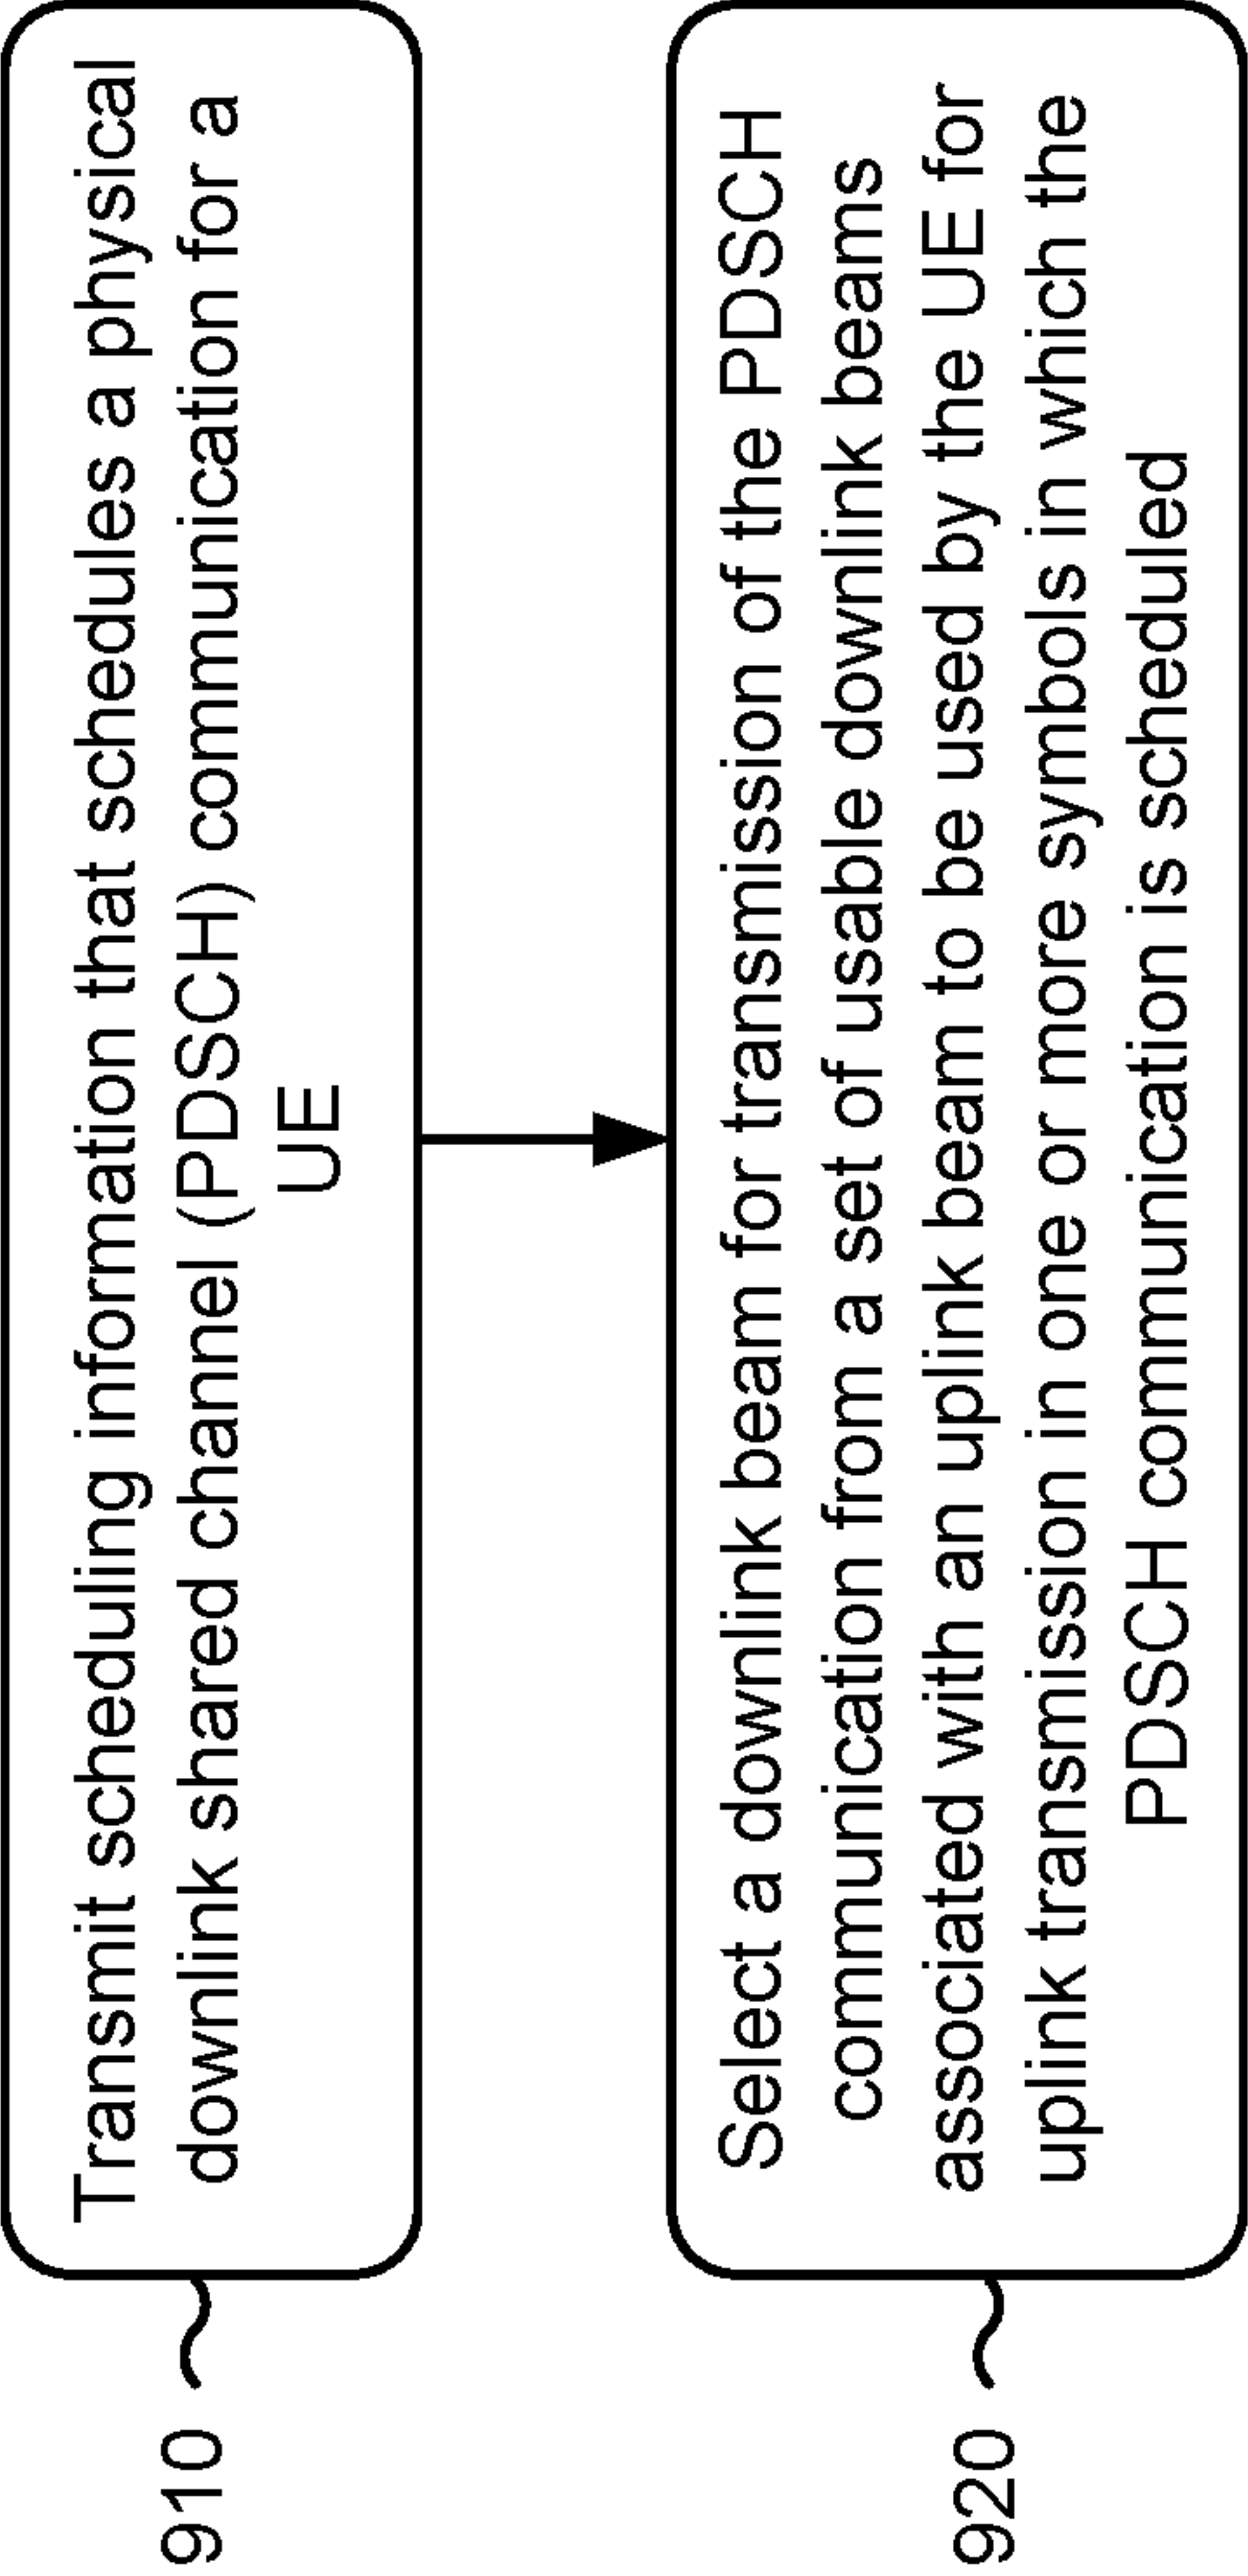 910
Transmit scheduling information that schedules a physical
downlink shared channel (PDSCH) communication for a
UE
920
Select a downlink beam for transmission of the PDSCH
communication from a set of usable downlink beams
associated with an uplink beam to be used by the UE for
uplink transmission in one or more symbols in which the
PDSCH communication is scheduled